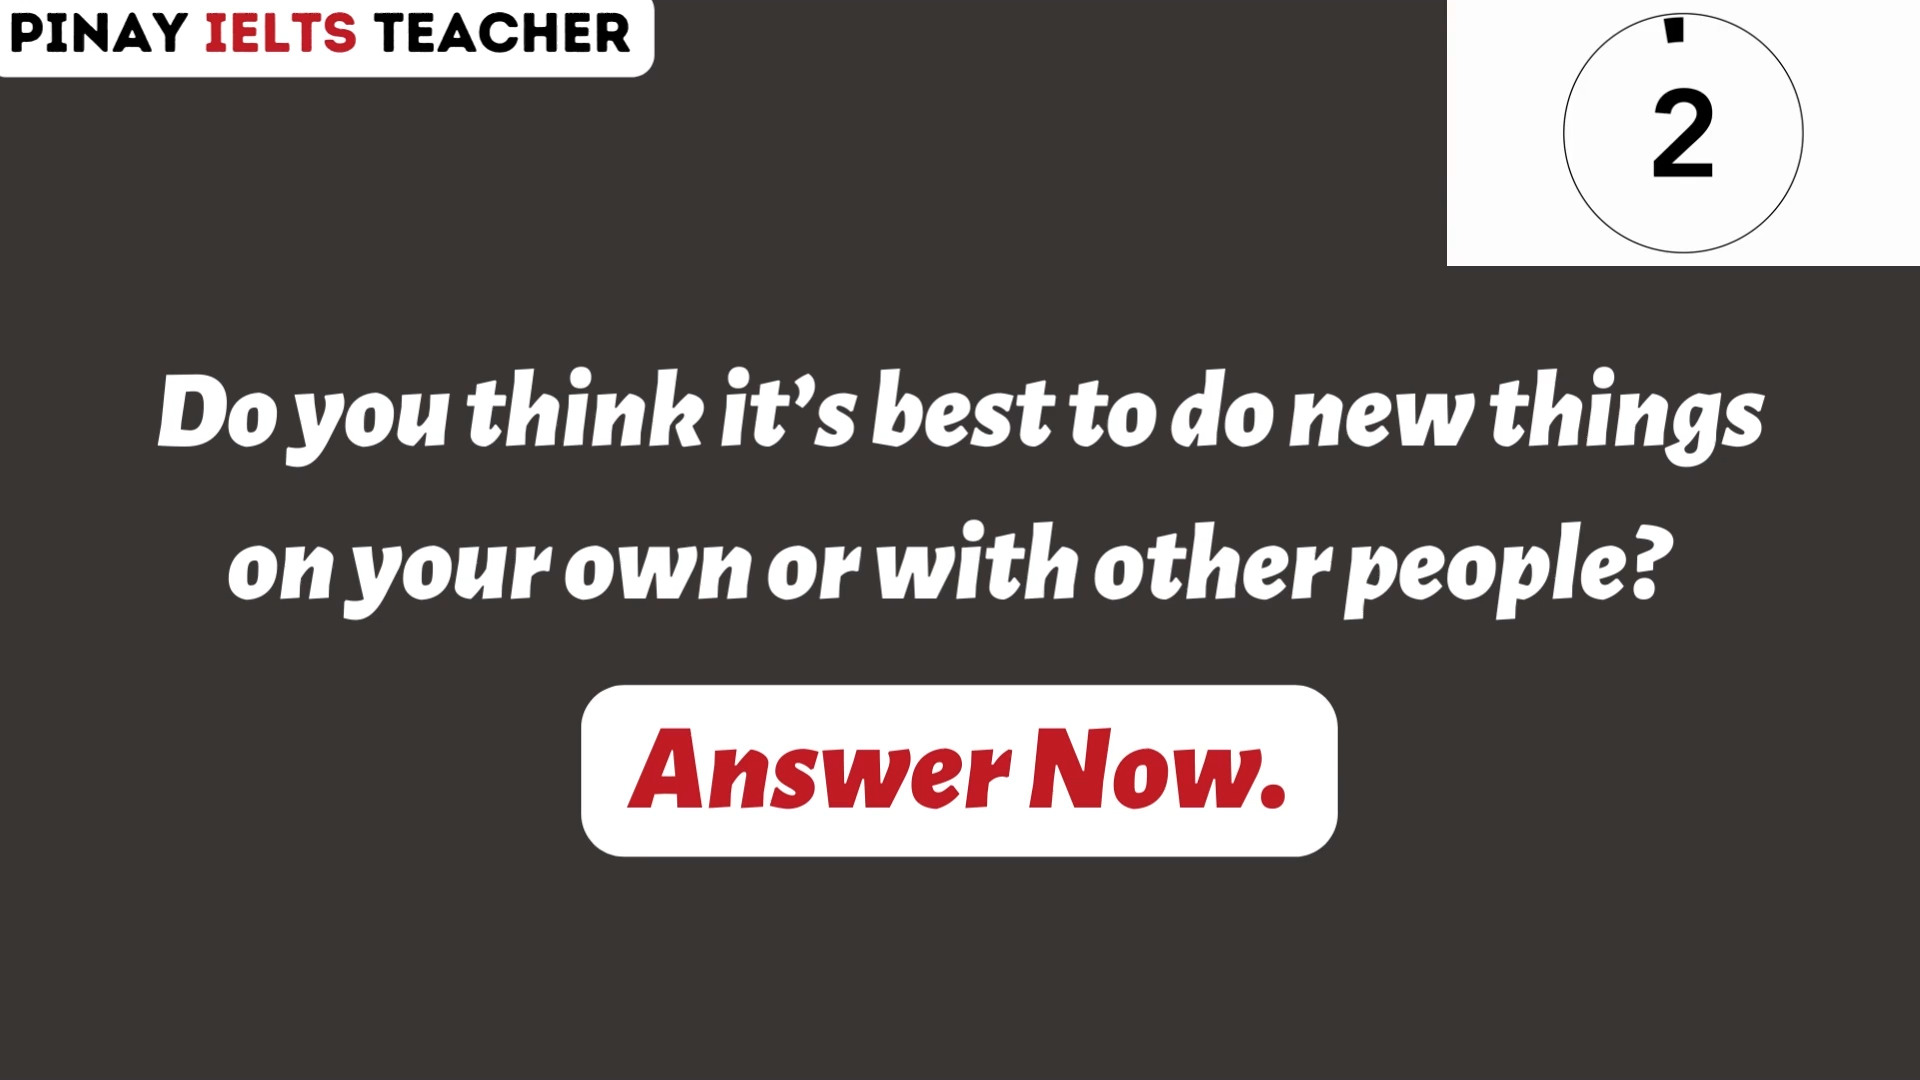 PINAY IELTS TEACHER
2
Do you think it's best to do new things
on your own or with other people?
Answer Now.